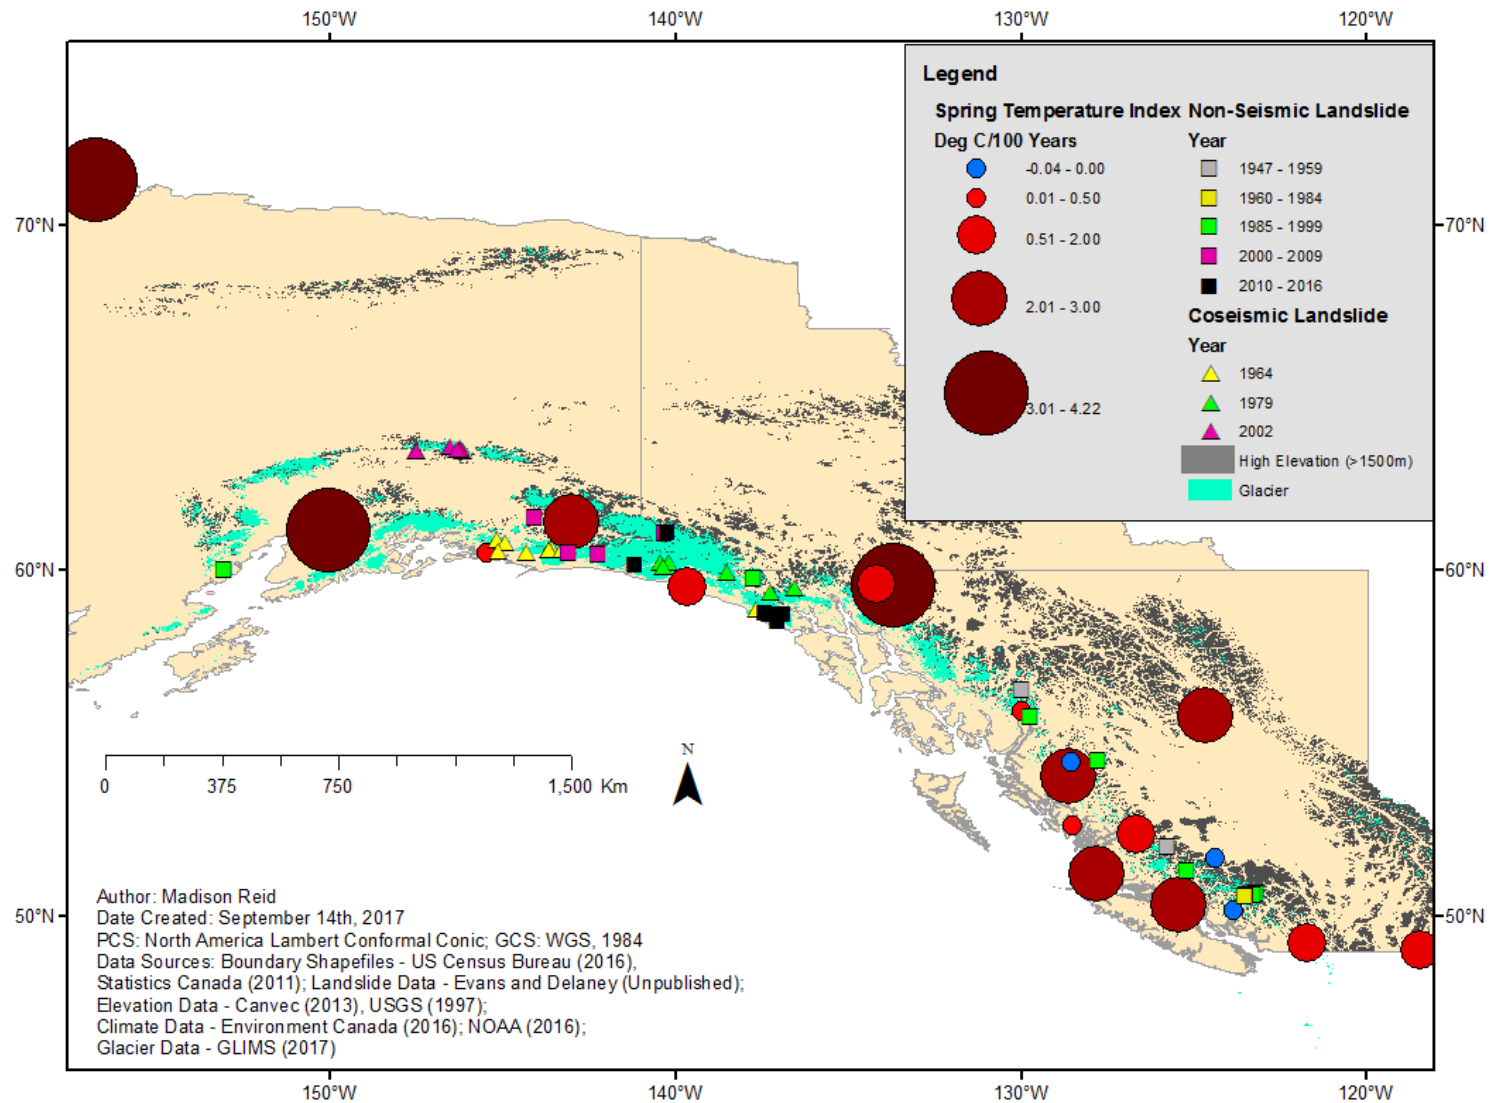 150°W 140°W 130°W 120°W
Legend
Spring Temperature Index Non-Seismic Landslide
Deg C/100 Years Year
-0.04 - 0.00 1947 - 1959
0.01 - 0.50 1960 - 1984
0.51 - 2.00 1985 - 1999
2.01 - 3.00 2000 - 2009
3.01 - 4.22 2010 - 2016
Coseismic Landslide
Year
1964
1979
2002
High Elevation (>1500m)
Glacier
70°N 70°N
60°N 60°N
50°N 50°N
N
0 375 750 1,500 Km
Author: Madison Reid
Date Created: September 14th, 2017
PCS: North America Lambert Conformal Conic; GCS: WGS, 1984
Data Sources: Boundary Shapefiles - US Census Bureau (2016),
Statistics Canada (2011); Landslide Data - Evans and Delaney (Unpublished);
Elevation Data - Canvec (2013), USGS (1997);
Climate Data - Environment Canada (2016); NOAA (2016);
Glacier Data - GLIMS (2017)
150°W 140°W 130°W 120°W